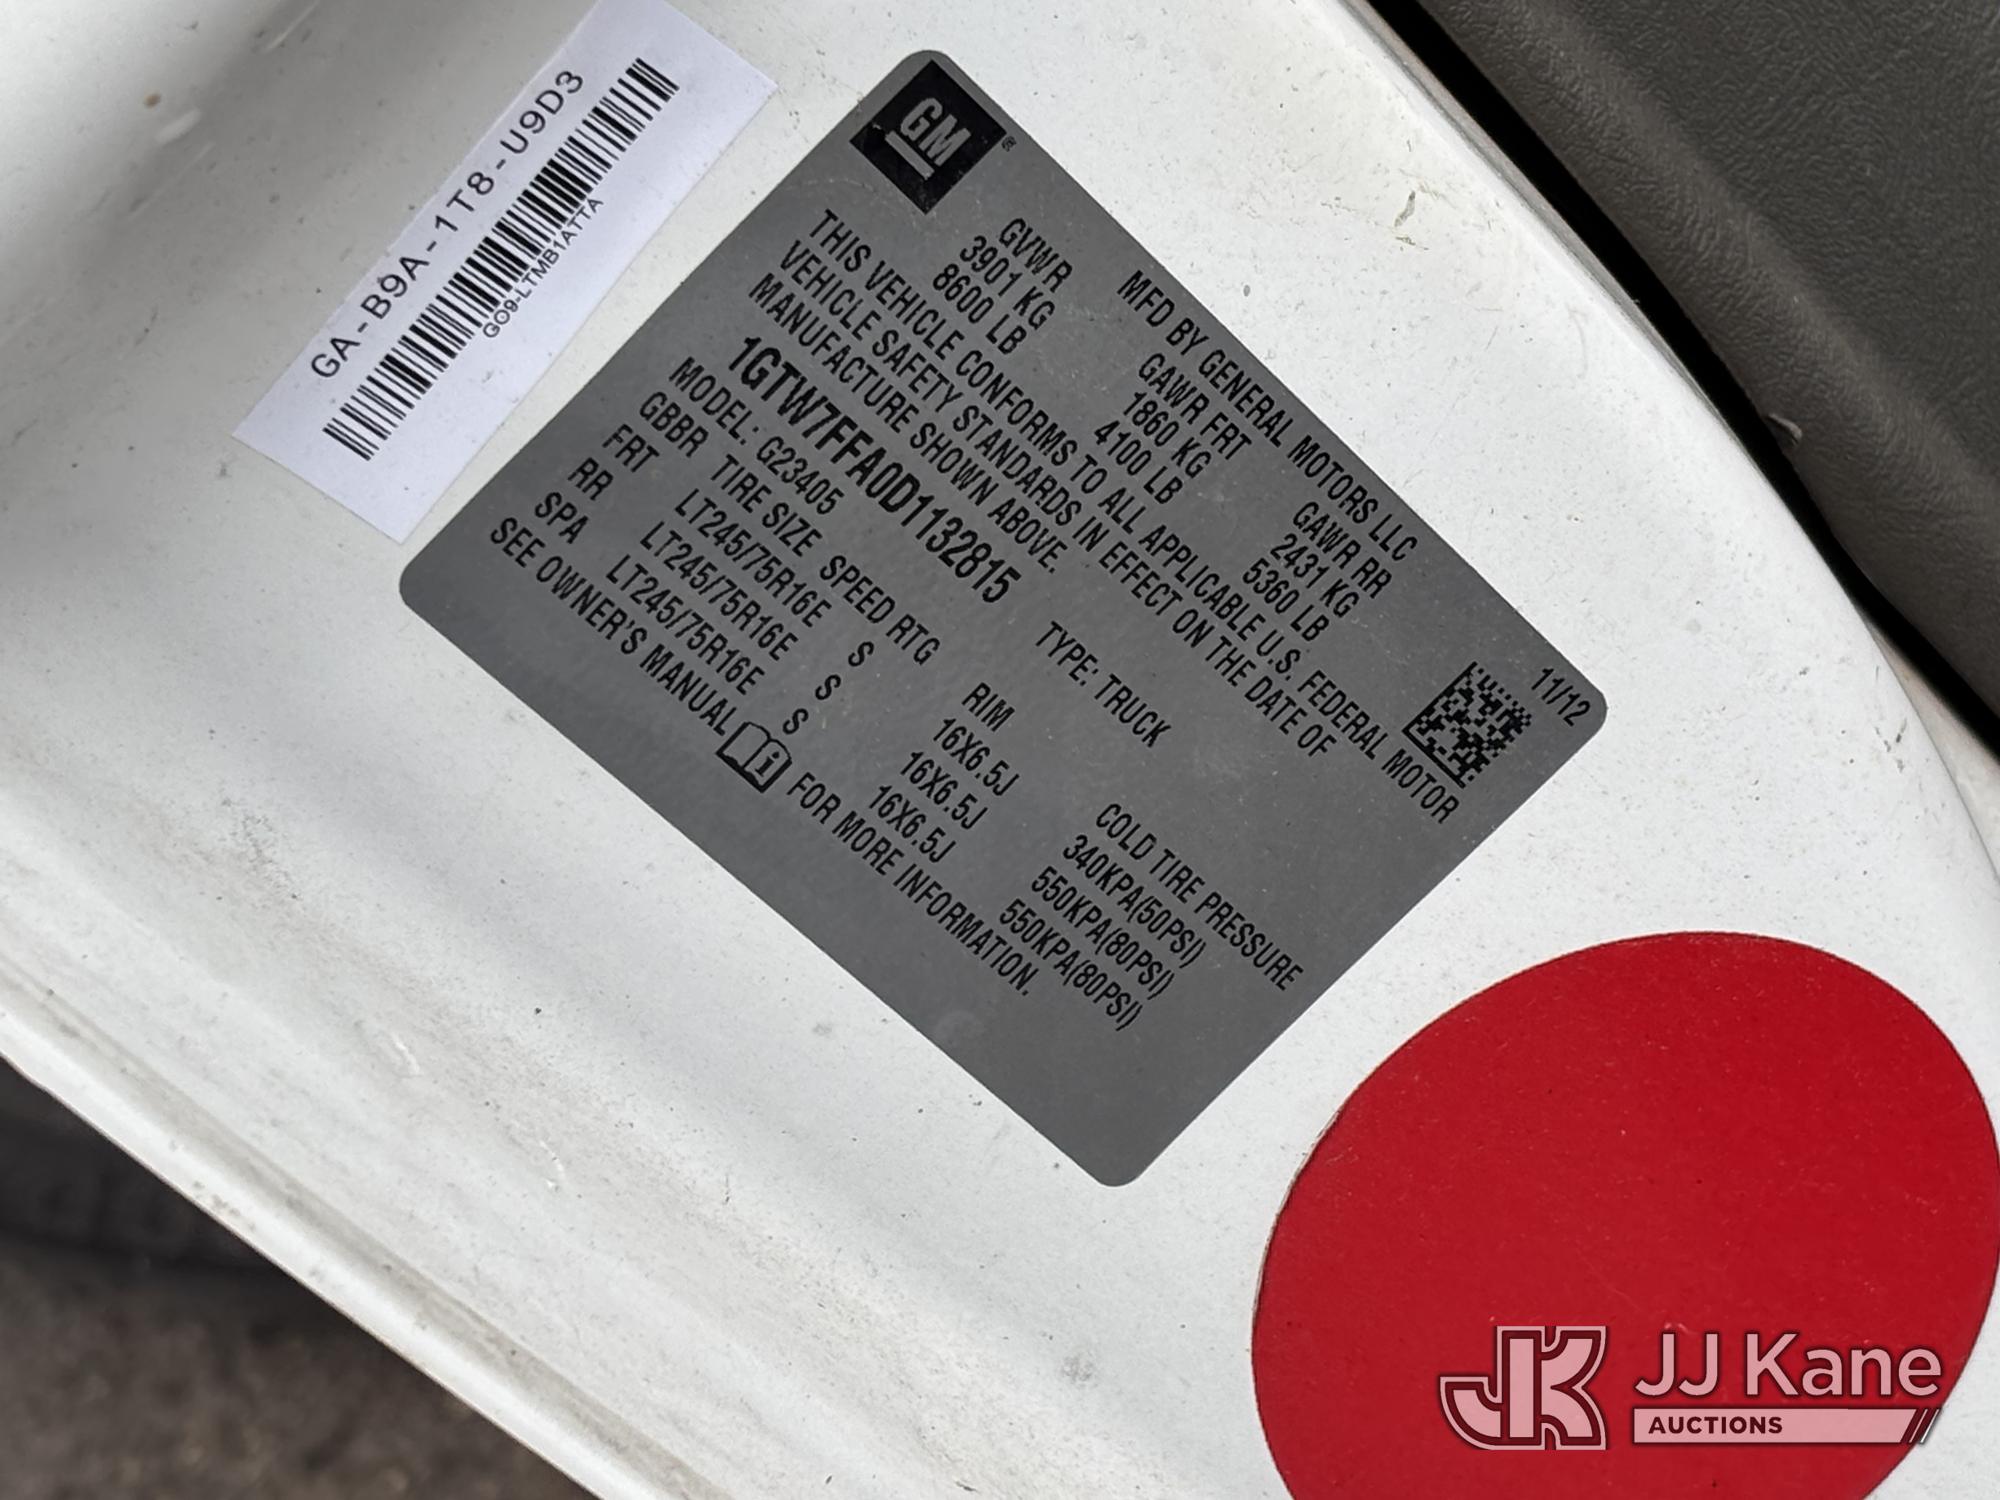 GA-B9A-1T8-U9D3
GO9-LTMB1ATTA
GM
MFD BY GENERAL MOTORS LLC 11/12
GVWR GAWR FRT GAWR RR
3901 KG 1860 KG 2431 KG
8600 LB 4100 LB 5360 LB
THIS VEHICLE CONFORMS TO ALL APPLICABLE U.S. FEDERAL MOTOR
VEHICLE SAFETY STANDARDS IN EFFECT ON THE DATE OF
MANUFACTURE SHOWN ABOVE.
1GTW7FFA0D1132815 TYPE: TRUCK
MODEL: G23405
GBBR TIRE SIZE SPEED RTG RIM COLD TIRE PRESSURE
FRT LT245/75R16E S 16X6.5J 340KPA(50PSI)
RR LT245/75R16E S 16X6.5J 550KPA(80PSI)
SPA LT245/75R16E S 16X6.5J 550KPA(80PSI)
SEE OWNER'S MANUAL FOR MORE INFORMATION.
JK JJ Kane
AUCTIONS